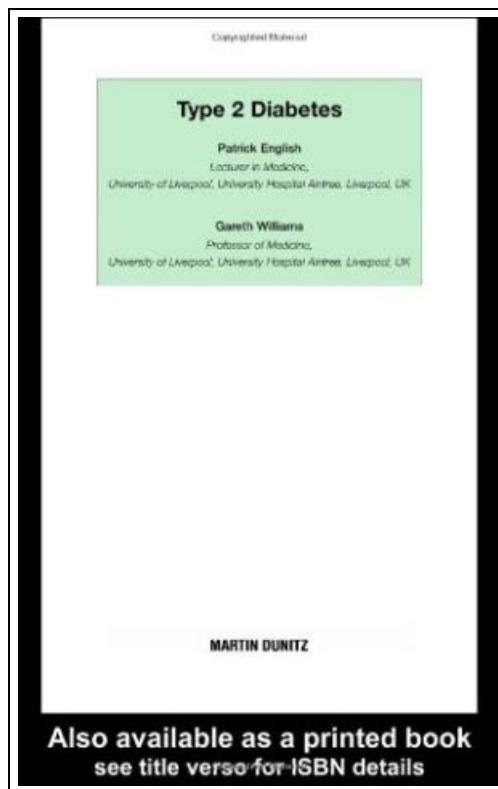 Copyrighted Material
Type 2 Diabetes
Patrick English
Lecturer in Medicine,
University of Liverpool, University Hospital Aintree, Liverpool, UK
Gareth Williams
Professor of Medicine,
University of Liverpool, University Hospital Aintree, Liverpool, UK
MARTIN DUNITZ
Also available as a printed book
see title verso for ISBN details